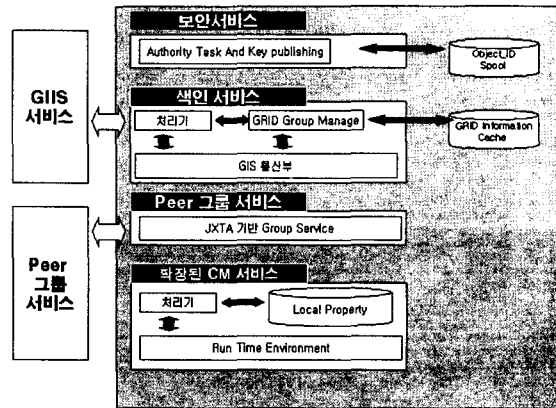 보안서비스
Authority Task And Key publishing
Object_ID
Spool
GIIS
서비스
색인 서비스
처리기
GRID Group Manage
GRID Information
Cache
GIS 통신부
Peer 그룹 서비스
JXTA 기반 Group Service
Peer
그룹
서비스
확장된 CM 서비스
처리기
Local Property
Run Time Environment